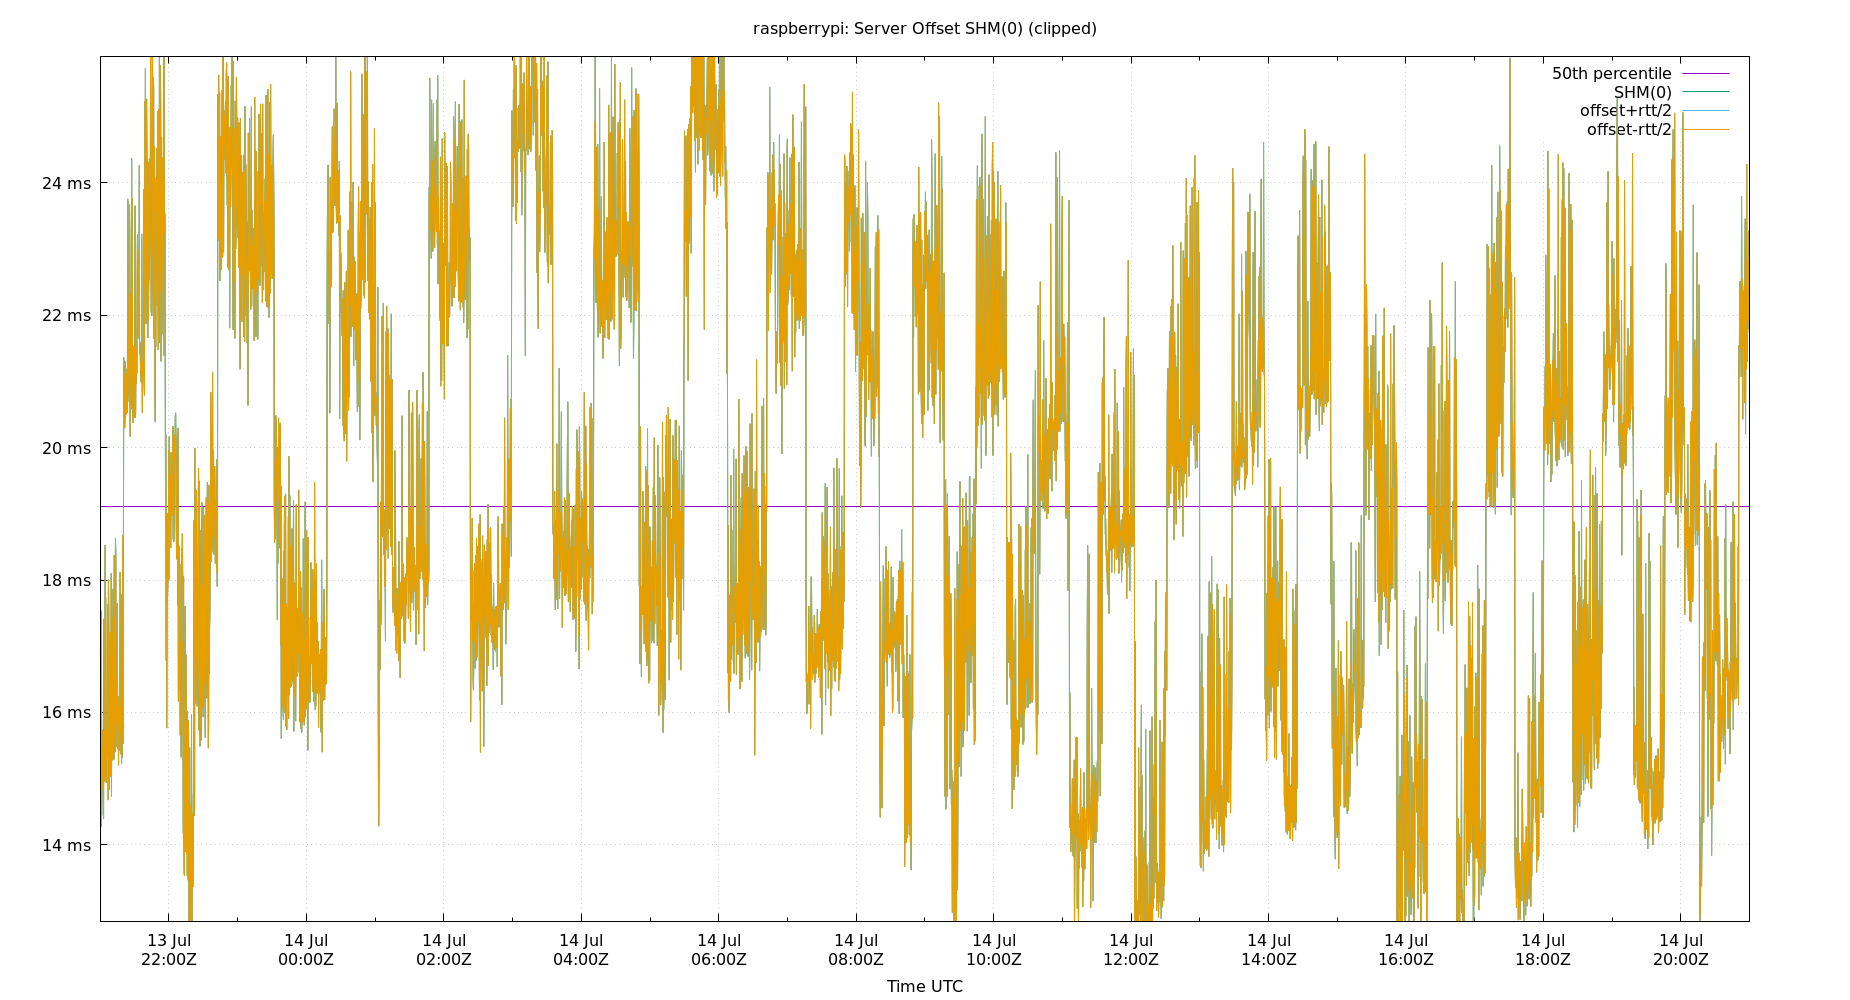 raspberrypi: Server Offset SHM(0) (clipped)
50th percentile
SHM(0)
offset+rtt/2
offset-rtt/2
24 ms
22 ms
20 ms
18 ms
16 ms
14 ms
13 Jul 14 Jul 14 Jul 14 Jul 14 Jul 14 Jul 14 Jul 14 Jul 14 Jul 14 Jul 14 Jul 14 Jul
22:00Z 00:00Z 02:00Z 04:00Z 06:00Z 08:00Z 10:00Z 12:00Z 14:00Z 16:00Z 18:00Z 20:00Z
Time UTC